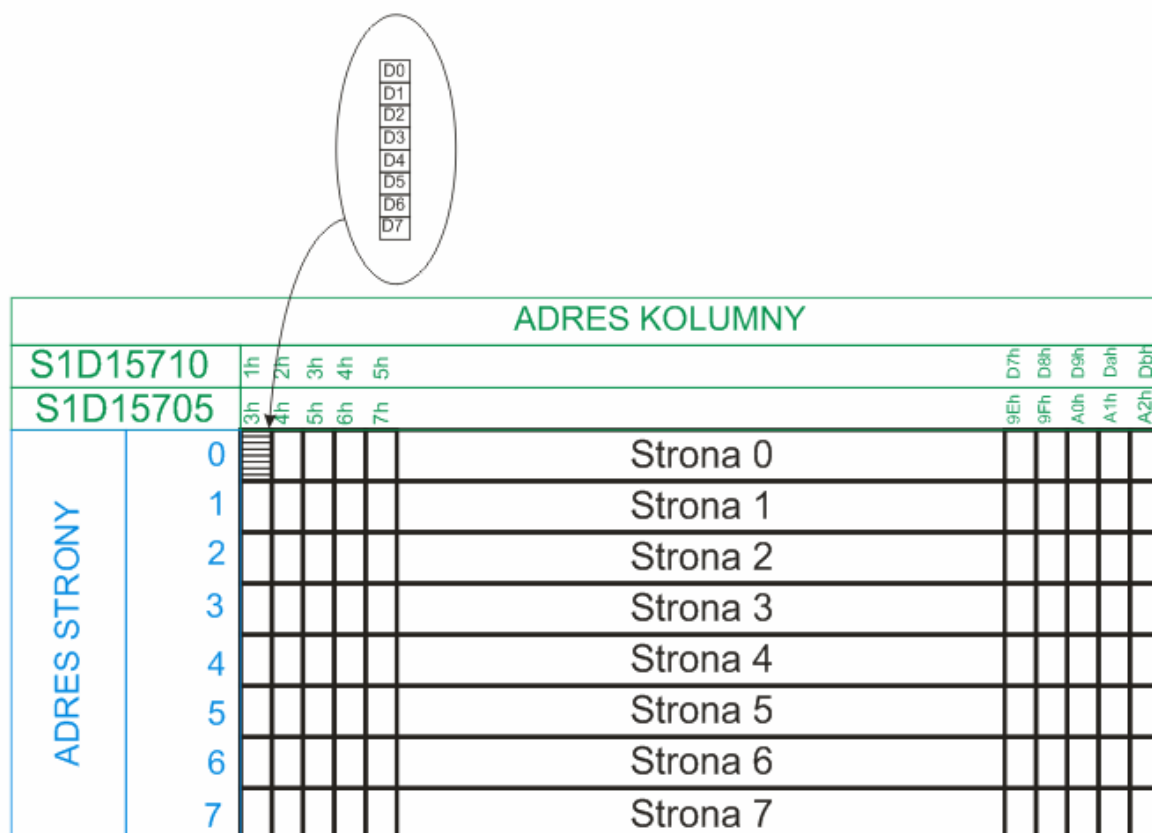 D0
D1
D2
D3
D4
D5
D6
D7
ADRES KOLUMNY
S1D15710 1h 2h 3h 4h 5h D7h D8h D9h Dah Dbh
S1D15705 3h 4h 5h 6h 7h 9Eh 9Fh A0h A1h A2h
ADRES STRONY
0 Strona 0
1 Strona 1
2 Strona 2
3 Strona 3
4 Strona 4
5 Strona 5
6 Strona 6
7 Strona 7